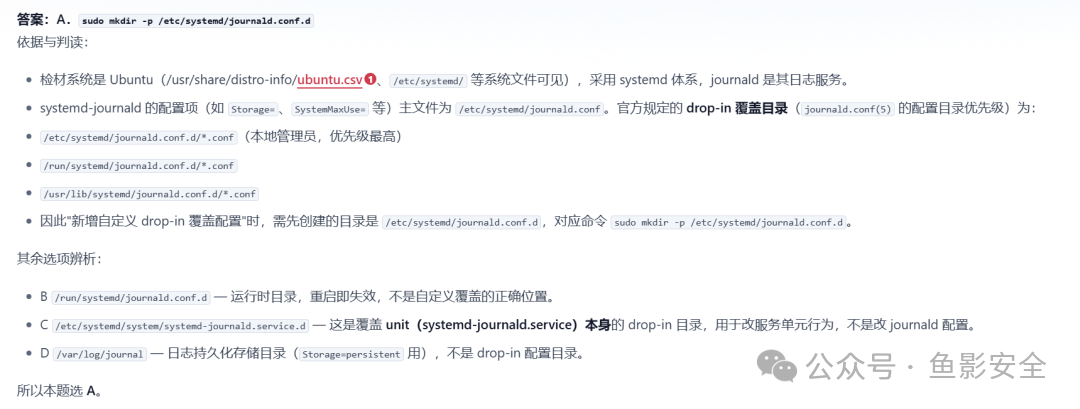 答案：A. sudo mkdir -p /etc/systemd/journald.conf.d
依据与判读：
• 检材系统是 Ubuntu（/usr/share/distro-info/ubuntu.csv❶、/etc/systemd/ 等系统文件可见），采用 systemd 体系，journald 是其日志服务。
• systemd-journald 的配置项（如 Storage=、SystemMaxUse= 等）主文件为 /etc/systemd/journald.conf。官方规定的 drop-in 覆盖目录（journald.conf(5) 的配置目录优先级）为：
• /etc/systemd/journald.conf.d/*.conf（本地管理员，优先级最高）
• /run/systemd/journald.conf.d/*.conf
• /usr/lib/systemd/journald.conf.d/*.conf
• 因此"新增自定义 drop-in 覆盖配置"时，需先创建的目录是 /etc/systemd/journald.conf.d，对应命令 sudo mkdir -p /etc/systemd/journald.conf.d。
其余选项辨析：
• B /run/systemd/journald.conf.d — 运行时目录，重启即失效，不是自定义覆盖的正确位置。
• C /etc/systemd/system/systemd-journald.service.d — 这是覆盖 unit（systemd-journald.service）本身的 drop-in 目录，用于改服务单元行为，不是改 journald 配置。
• D /var/log/journal — 日志持久化存储目录（Storage=persistent 用），不是 drop-in 配置目录。
所以本题选 A。
公众号 · 鱼影安全